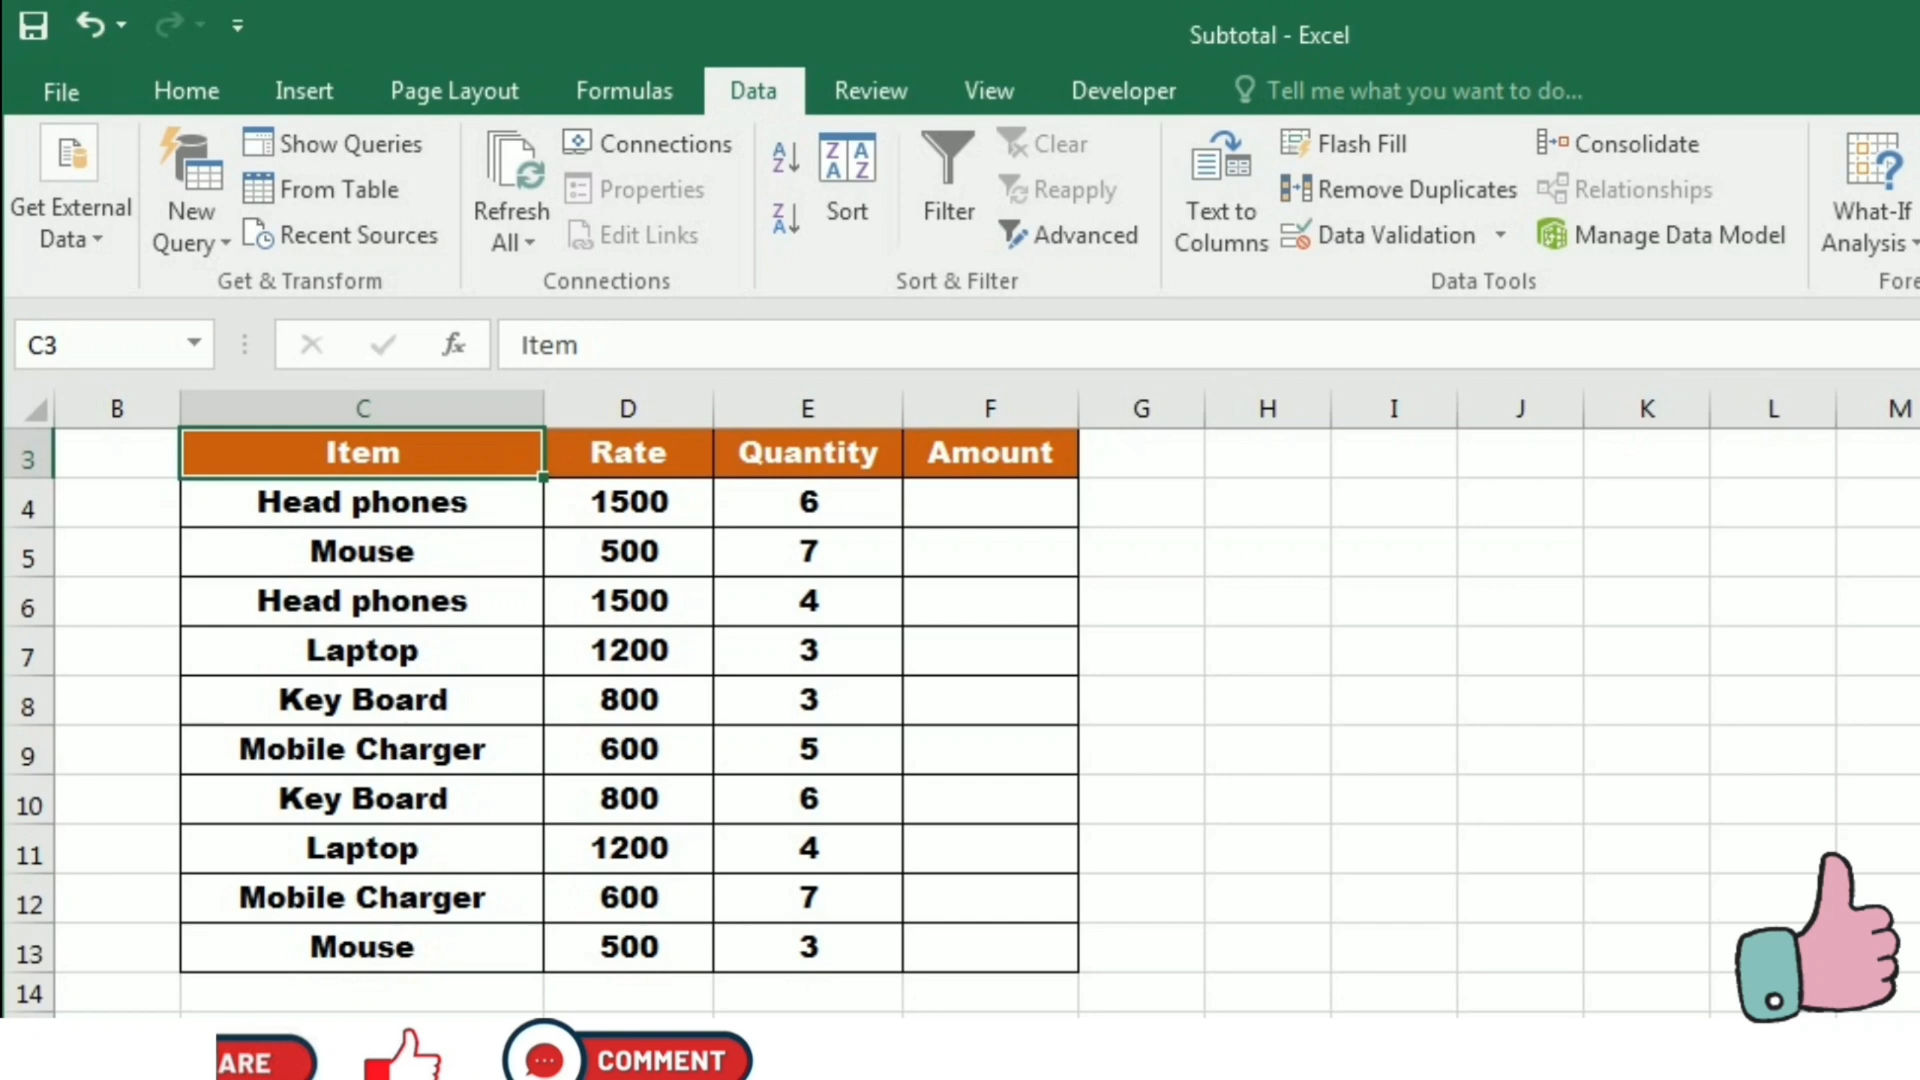 Subtotal - Excel
File Home Insert Page Layout Formulas Data Review View Developer Tell me what you want to do...
Get External Data
New Query
Show Queries
From Table
Recent Sources
Get & Transform
Refresh All
Connections
Properties
Edit Links
Connections
A Z
Z A
Z A A Z
Sort
Filter
Clear
Reapply
Advanced
Sort & Filter
Text to Columns
Flash Fill
Remove Duplicates
Data Validation
Consolidate
Relationships
Manage Data Model
Data Tools
What-If Analysis
Fore
C3 fx Item
B C D E F G H I J K L M
3 Item Rate Quantity Amount
4 Head phones 1500 6
5 Mouse 500 7
6 Head phones 1500 4
7 Laptop 1200 3
8 Key Board 800 3
9 Mobile Charger 600 5
10 Key Board 800 6
11 Laptop 1200 4
12 Mobile Charger 600 7
13 Mouse 500 3
14
ARE COMMENT